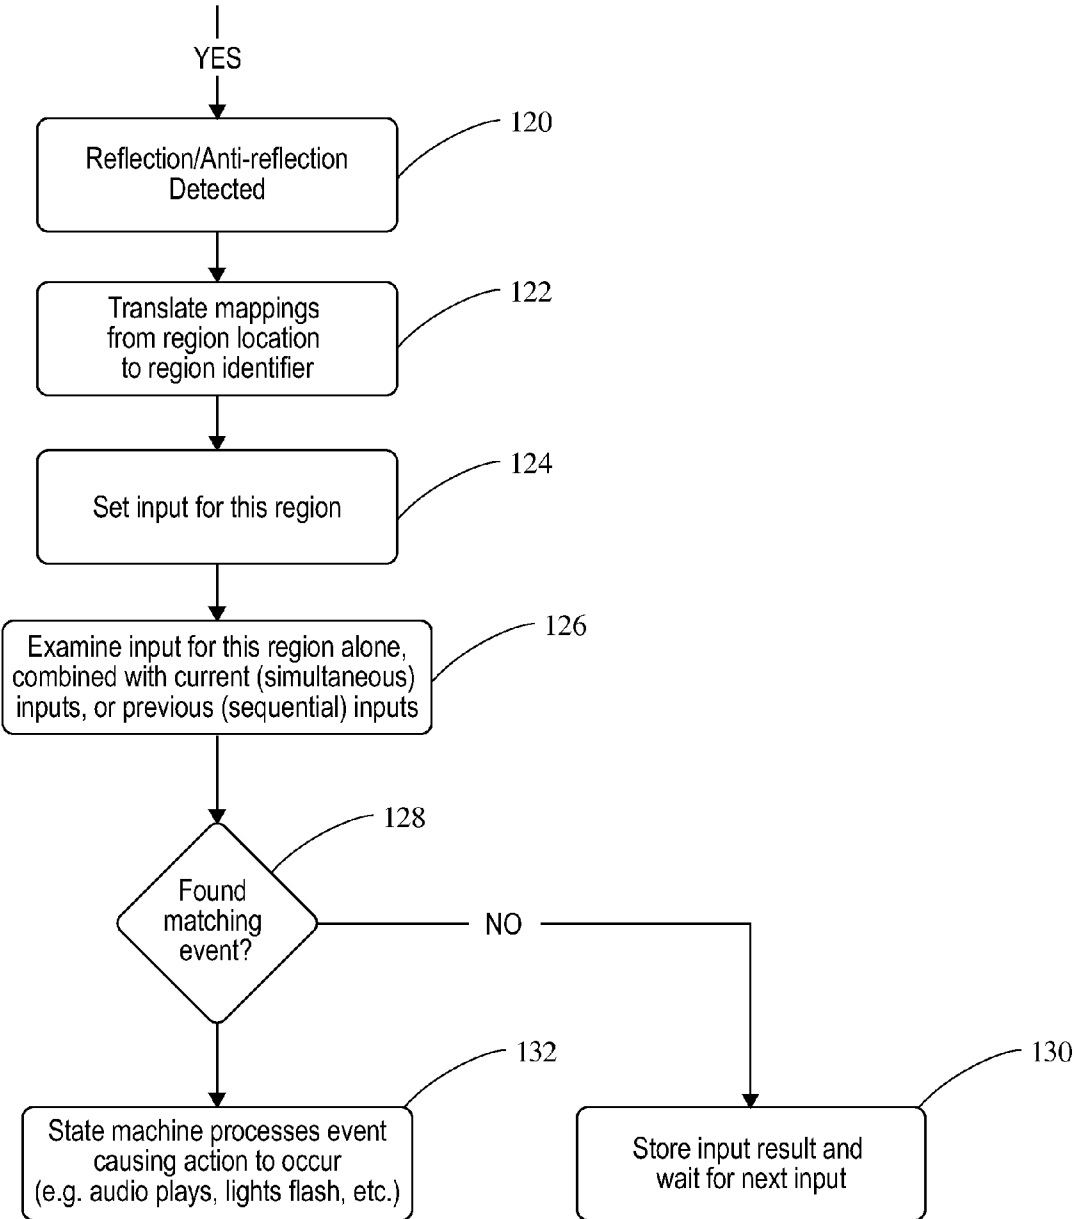 YES
120
Reflection/Anti-reflection
Detected
122
Translate mappings
from region location
to region identifier
124
Set input for this region
126
Examine input for this region alone,
combined with current (simultaneous)
inputs, or previous (sequential) inputs
128
Found
matching
event?
NO
132
State machine processes event
causing action to occur
(e.g. audio plays, lights flash, etc.)
130
Store input result and
wait for next input